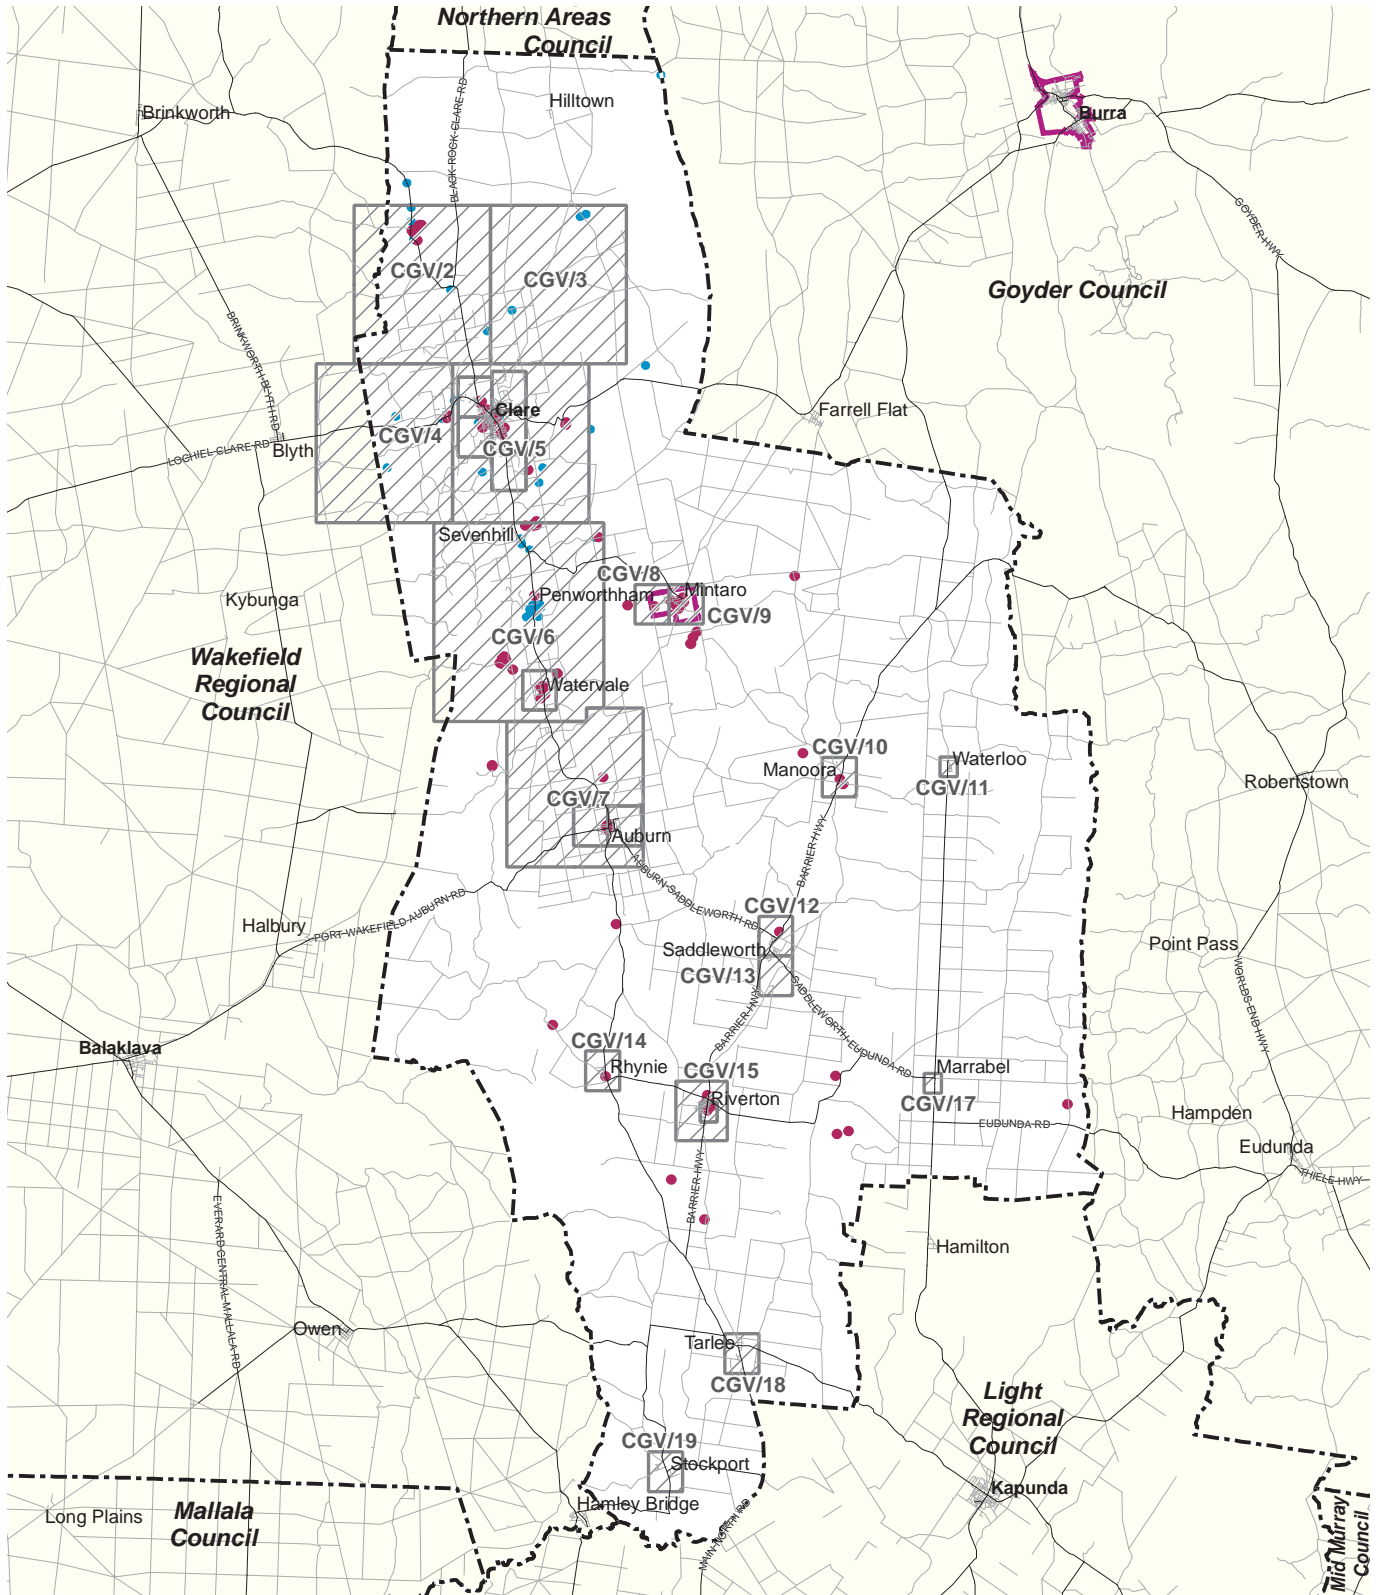 Northern Areas
Council
BLACK-ROCK-CLARE-RD
Hilltown
Brinkworth
Burra
GOYDER-HWY
CGV/2
CGV/3
Goyder Council
BRINKWORTH-BLYTH-RD
Clare
Farrell Flat
CGV/4
CGV/5
LOCHIEL-CLARE-RD
Blyth
Sevenhill
CGV/8
Mintaro
Penworthham
Kybunga
CGV/9
CGV/6
Wakefield
Regional
Council
Watervale
CGV/10
Manoora
Waterloo
CGV/11
Robertstown
CGV/7
Auburn
BARRIER-HWY
AUBURN-SADDLEWORTH-RD
PORT-WAKEFIELD-AUBURN-RD
CGV/12
Halbury
Saddleworth
Point Pass
CGV/13
WORLDS-END-HWY
SADDLEWORTH-EUDUNDA-RD
BARRIER-HWY
CGV/14
Balaklava
Rhynie
CGV/15
Marrabel
Riverton
CGV/17
Hampden
EUDUNDA-RD
Eudunda
THIELE-HWY
BARRIER-HWY
EVERARD-CENTRAL-MALLALA-RD
Hamilton
Owen
Tarlee
CGV/18
Light
Regional
Council
CGV/19
Stockport
Kapunda
Hamley Bridge
Long Plains
Mallala
Council
MAIN-NORTH-RD
Mid Murray
Council